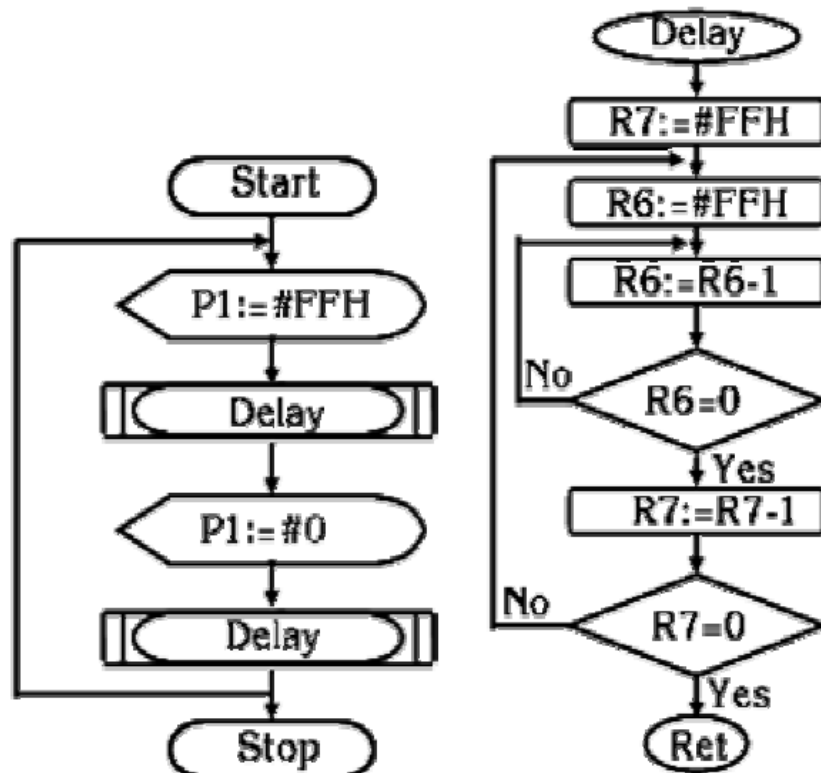 Start
P1:=#FFH
Delay
P1:=#0
Delay
Stop
Delay
R7:=#FFH
R6:=#FFH
R6:=R6-1
No
R6=0
Yes
R7:=R7-1
No
R7=0
Yes
Ret